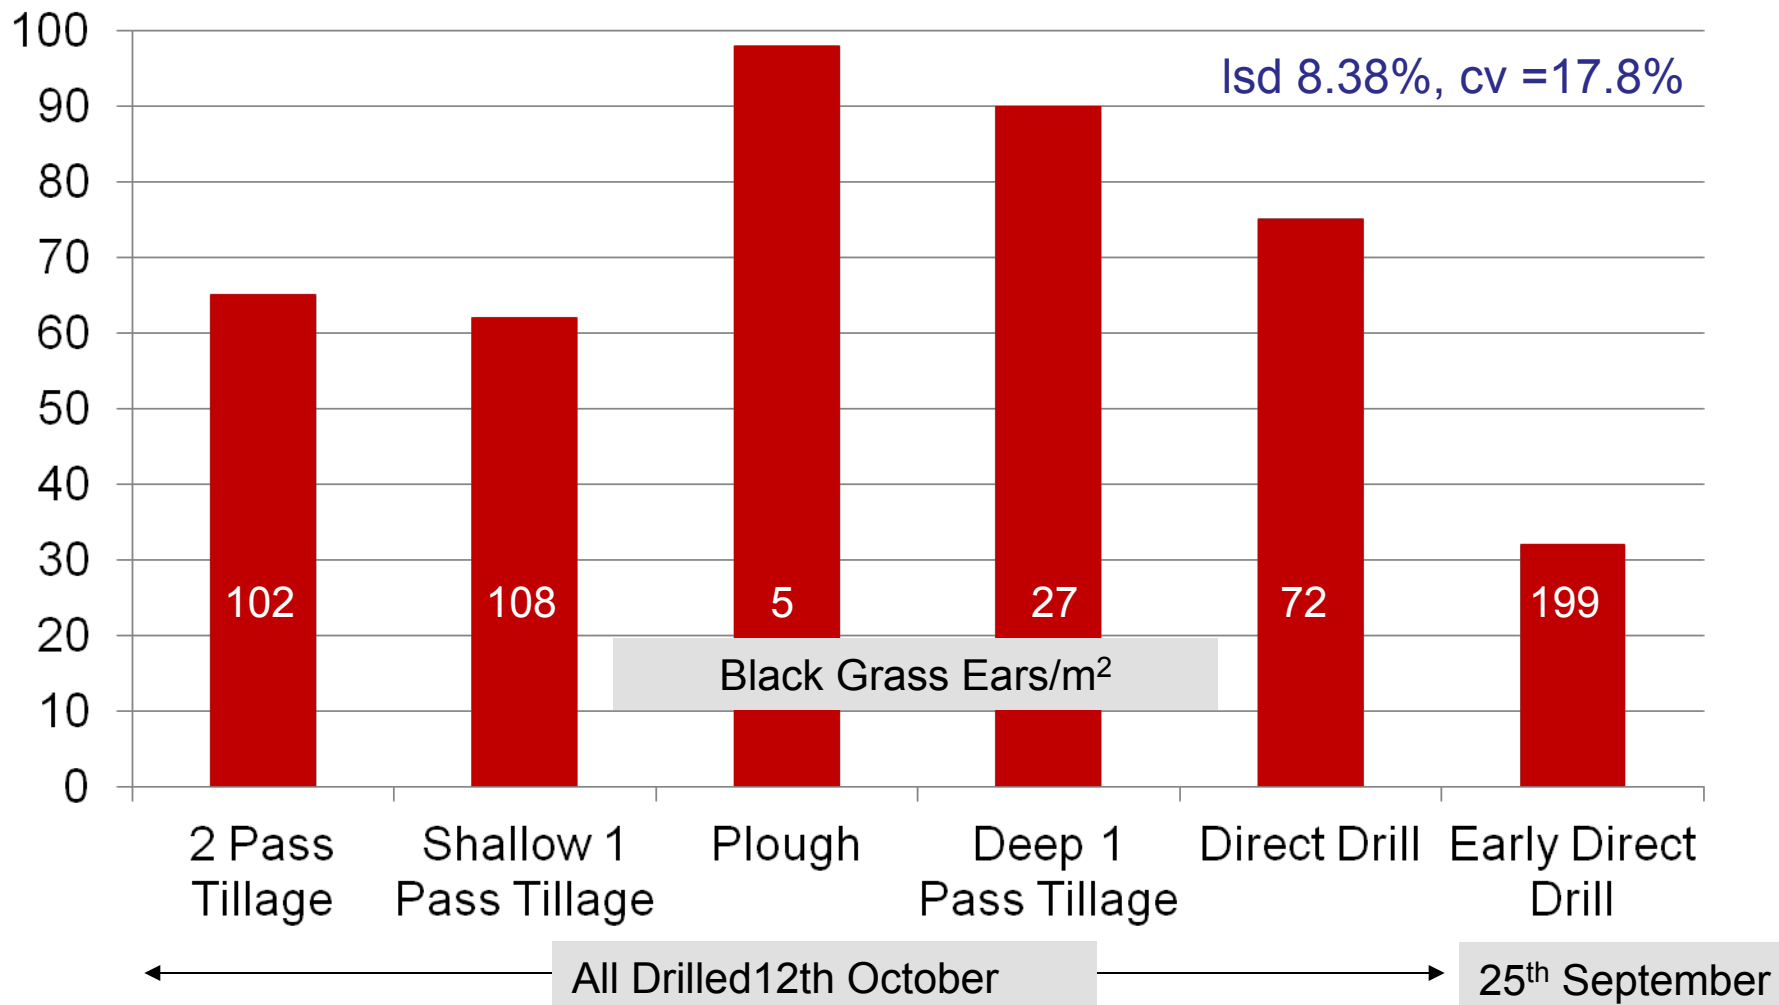 100
90
80
70
60
50
40
30
20
10
0
lsd 8.38%, cv =17.8%
102
108
5
27
72
199
Black Grass Ears/m²
2 Pass
Tillage
Shallow 1
Pass Tillage
Plough
Deep 1
Pass Tillage
Direct Drill
Early Direct
Drill
All Drilled12th October
25th September